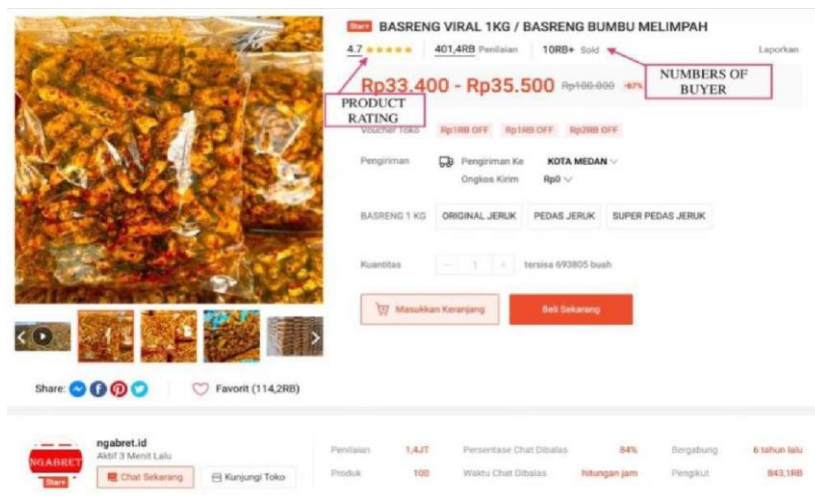 Star+ BASRENG VIRAL 1KG / BASRENG BUMBU MELIMPAH
4.7 401,4RB Penilaian 10RB+ Sold Laporkan
NUMBERS OF
BUYER
Rp33.400 - Rp35.500 Rp100.000 -67%
PRODUCT
RATING
Voucher Toko Rp1RB OFF Rp1RB OFF Rp2RB OFF
Pengiriman Pengiriman Ke KOTA MEDAN
Ongkos Kirim Rp0
BASRENG 1 KG ORIGINAL JERUK PEDAS JERUK SUPER PEDAS JERUK
Kuantitas - 1 + tersisa 693805 buah
Masukkan Keranjang Beli Sekarang
Share: Favorit (114,2RB)
ngabret.id
Aktif 3 Menit Lalu
NGABRET
Star+
Chat Sekarang Kunjungi Toko
Penilaian 1,4JT Persentase Chat Dibalas 84% Bergabung 6 tahun lalu
Produk 100 Waktu Chat Dibalas hitungan jam Pengikut 843,1RB